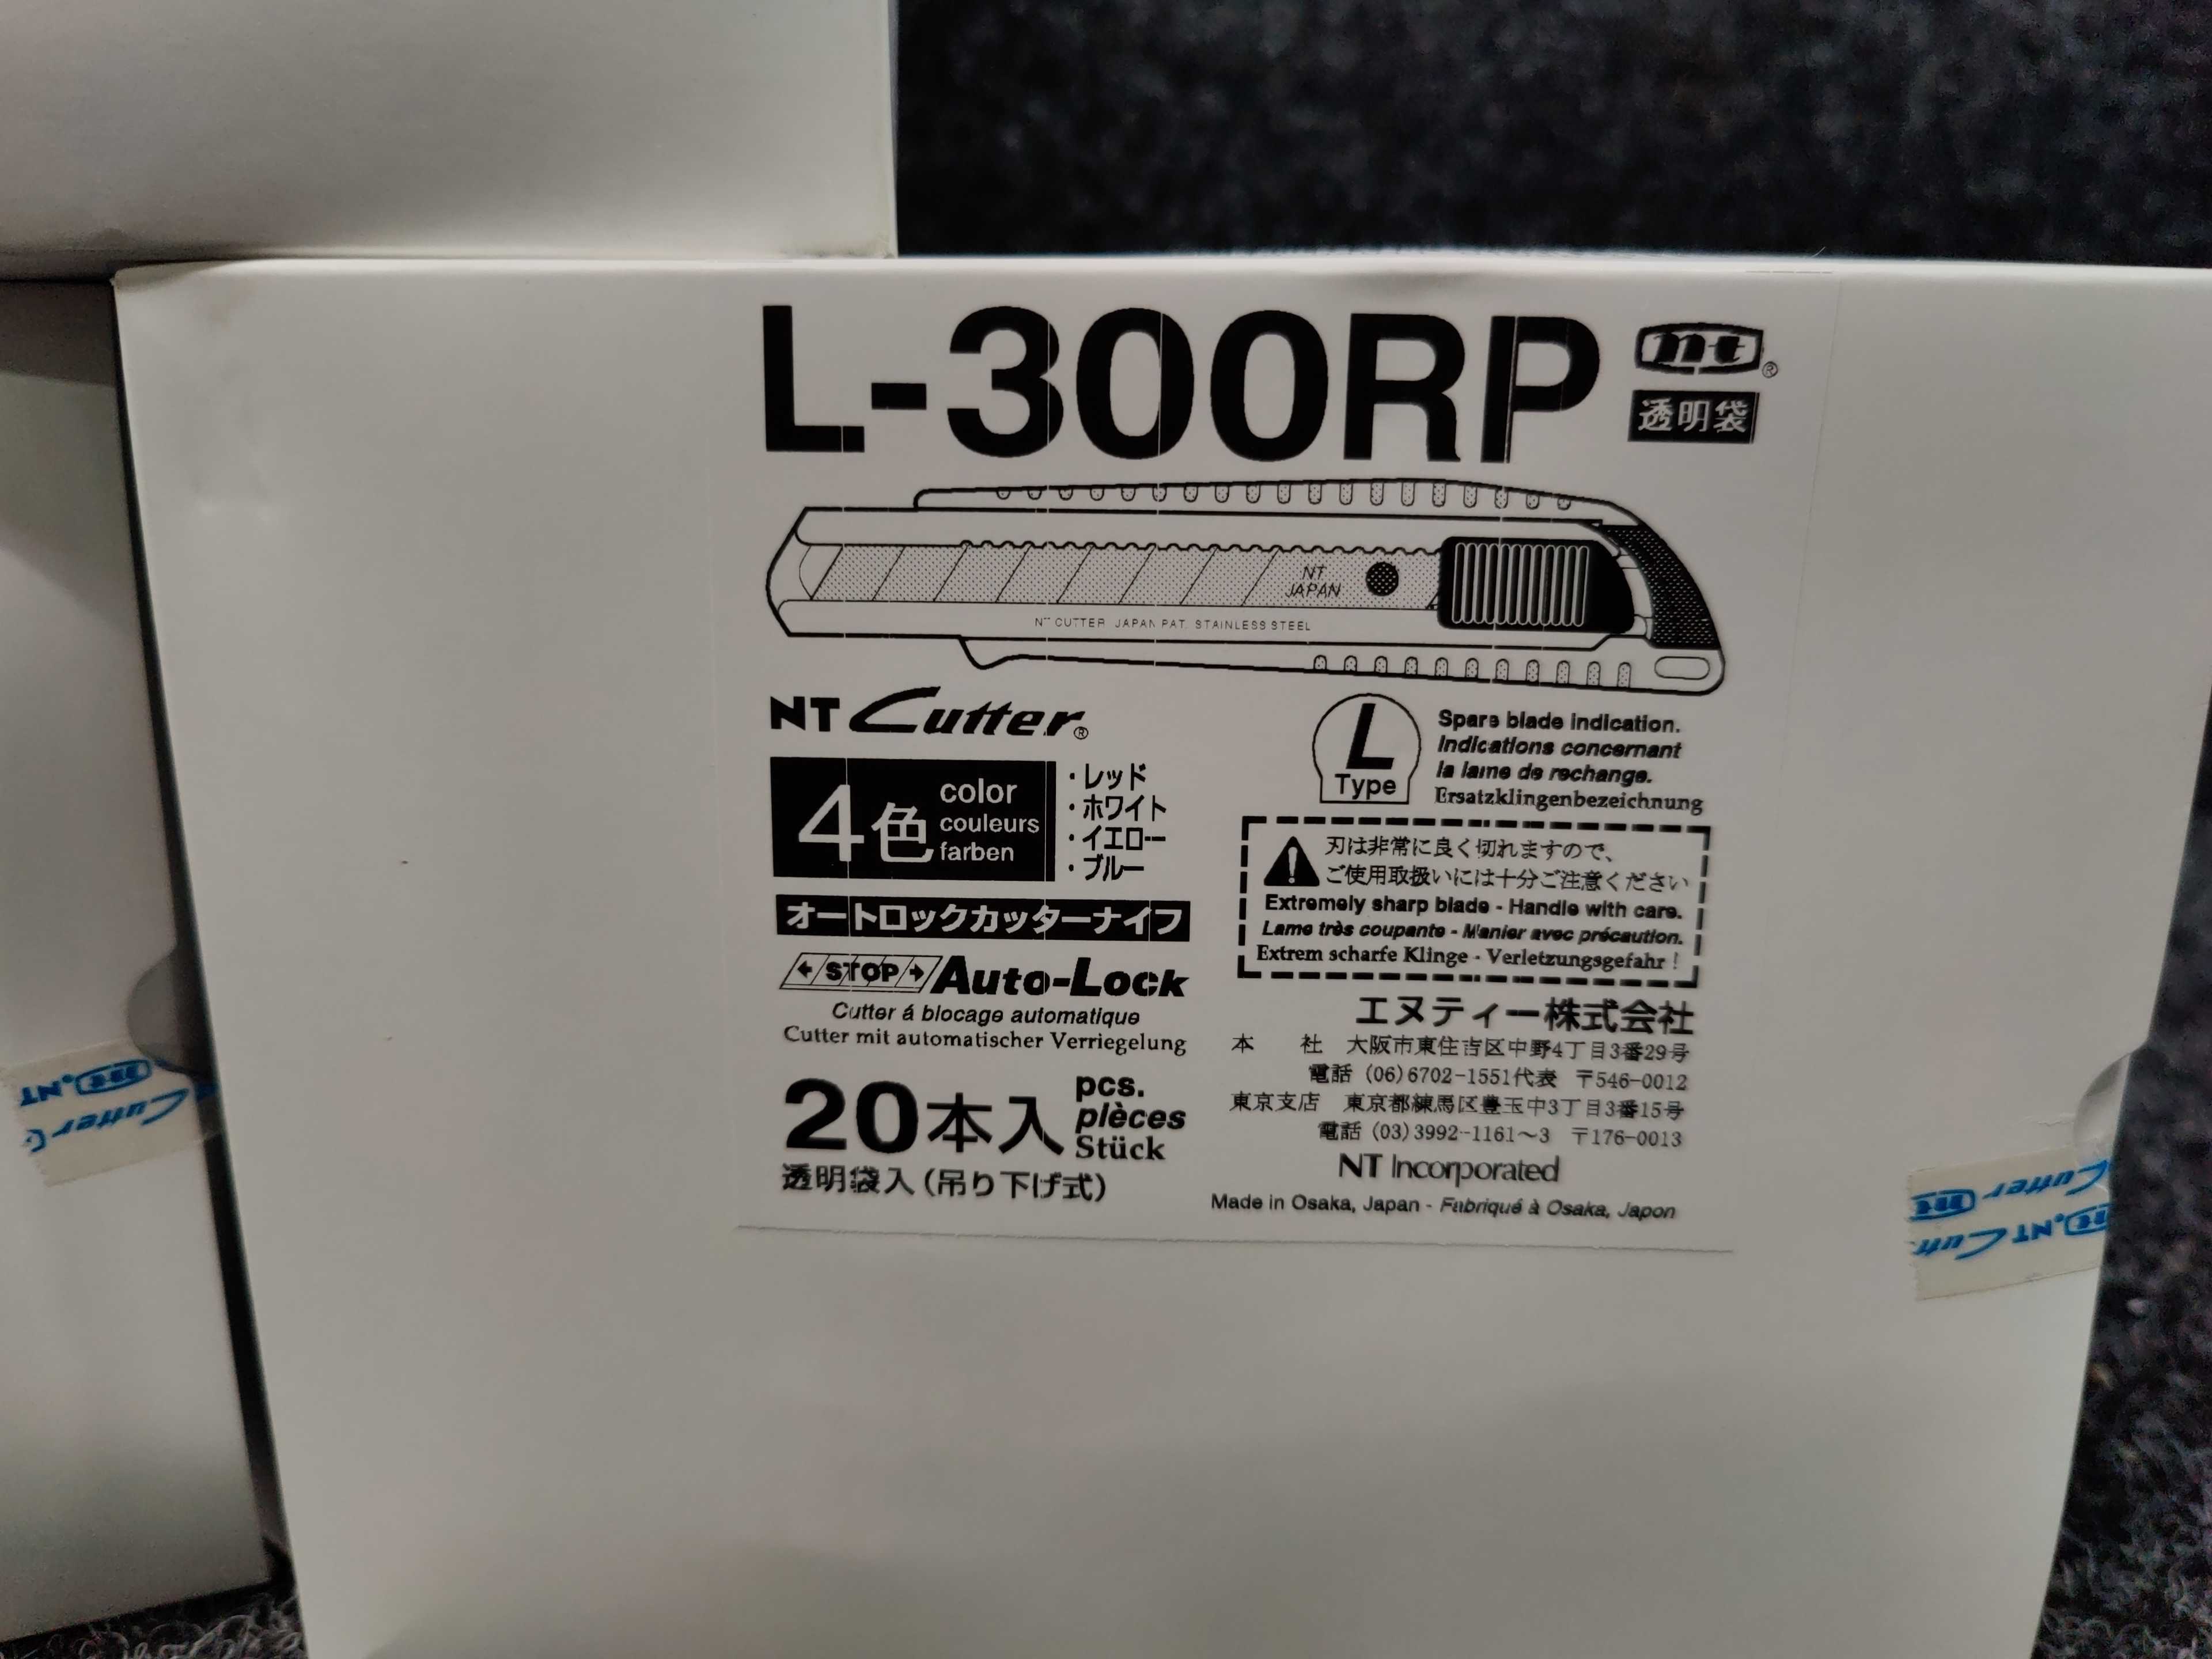 L-300RP
nt®
透明袋
NT
JAPAN
NT CUTTER JAPAN PAT. STAINLESS STEEL
NT Cutter®
4色
color
couleurs
farben
・レッド
・ホワイト
・イエロー
・ブルー
オートロックカッターナイフ
STOP Auto-Lock
Cutter á blocage automatique
Cutter mit automatischer Verriegelung
20本入
pcs.
pièces
Stück
透明袋入(吊り下げ式)
L
Type
Spare blade indication.
Indications concernant
la lame de rechange.
Ersatzklingenbezeichnung
刃は非常に良く切れますので、
ご使用取扱いには十分ご注意ください
Extremely sharp blade - Handle with care.
Lame très coupante - Manier avec précaution.
Extrem scharfe Klinge - Verletzungsgefahr !
エヌティー株式会社
本 社 大阪市東住吉区中野4丁目3番29号
電話 (06)6702-1551代表 〒546-0012
東京支店 東京都練馬区豊玉中3丁目3番15号
電話 (03)3992-1161〜3 〒176-0013
NT Incorporated
Made in Osaka, Japan - Fabriqué à Osaka, Japon
nt®NT
Cutter
Cutter nt
nt®NT Cutt